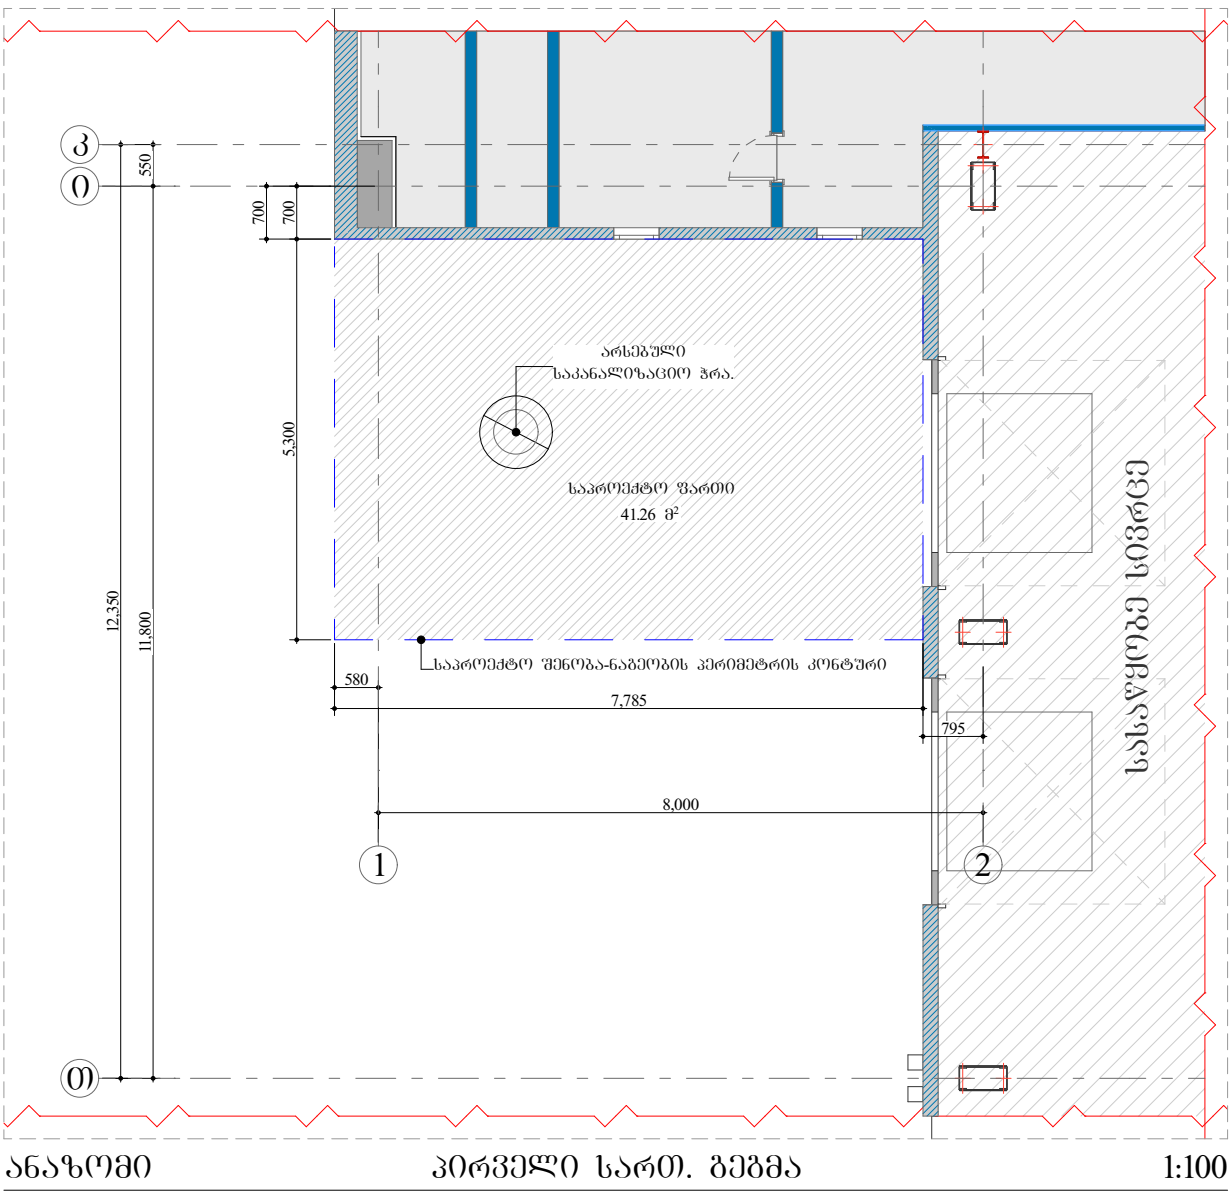 კ
ი
550
700
700
არსებული
საკანალიზაციო ჭრა.
5,300
საპროექტო ფართი
41.26 მ²
12,350
11,800
სასაწყობე სივრცე
საპროექტო შენობა-ნაგებობის პერიმეტრის კონტური
580
7,785
795
8,000
1
2
თ
ანაზომი
პირველი სართ. გეგმა
1:100